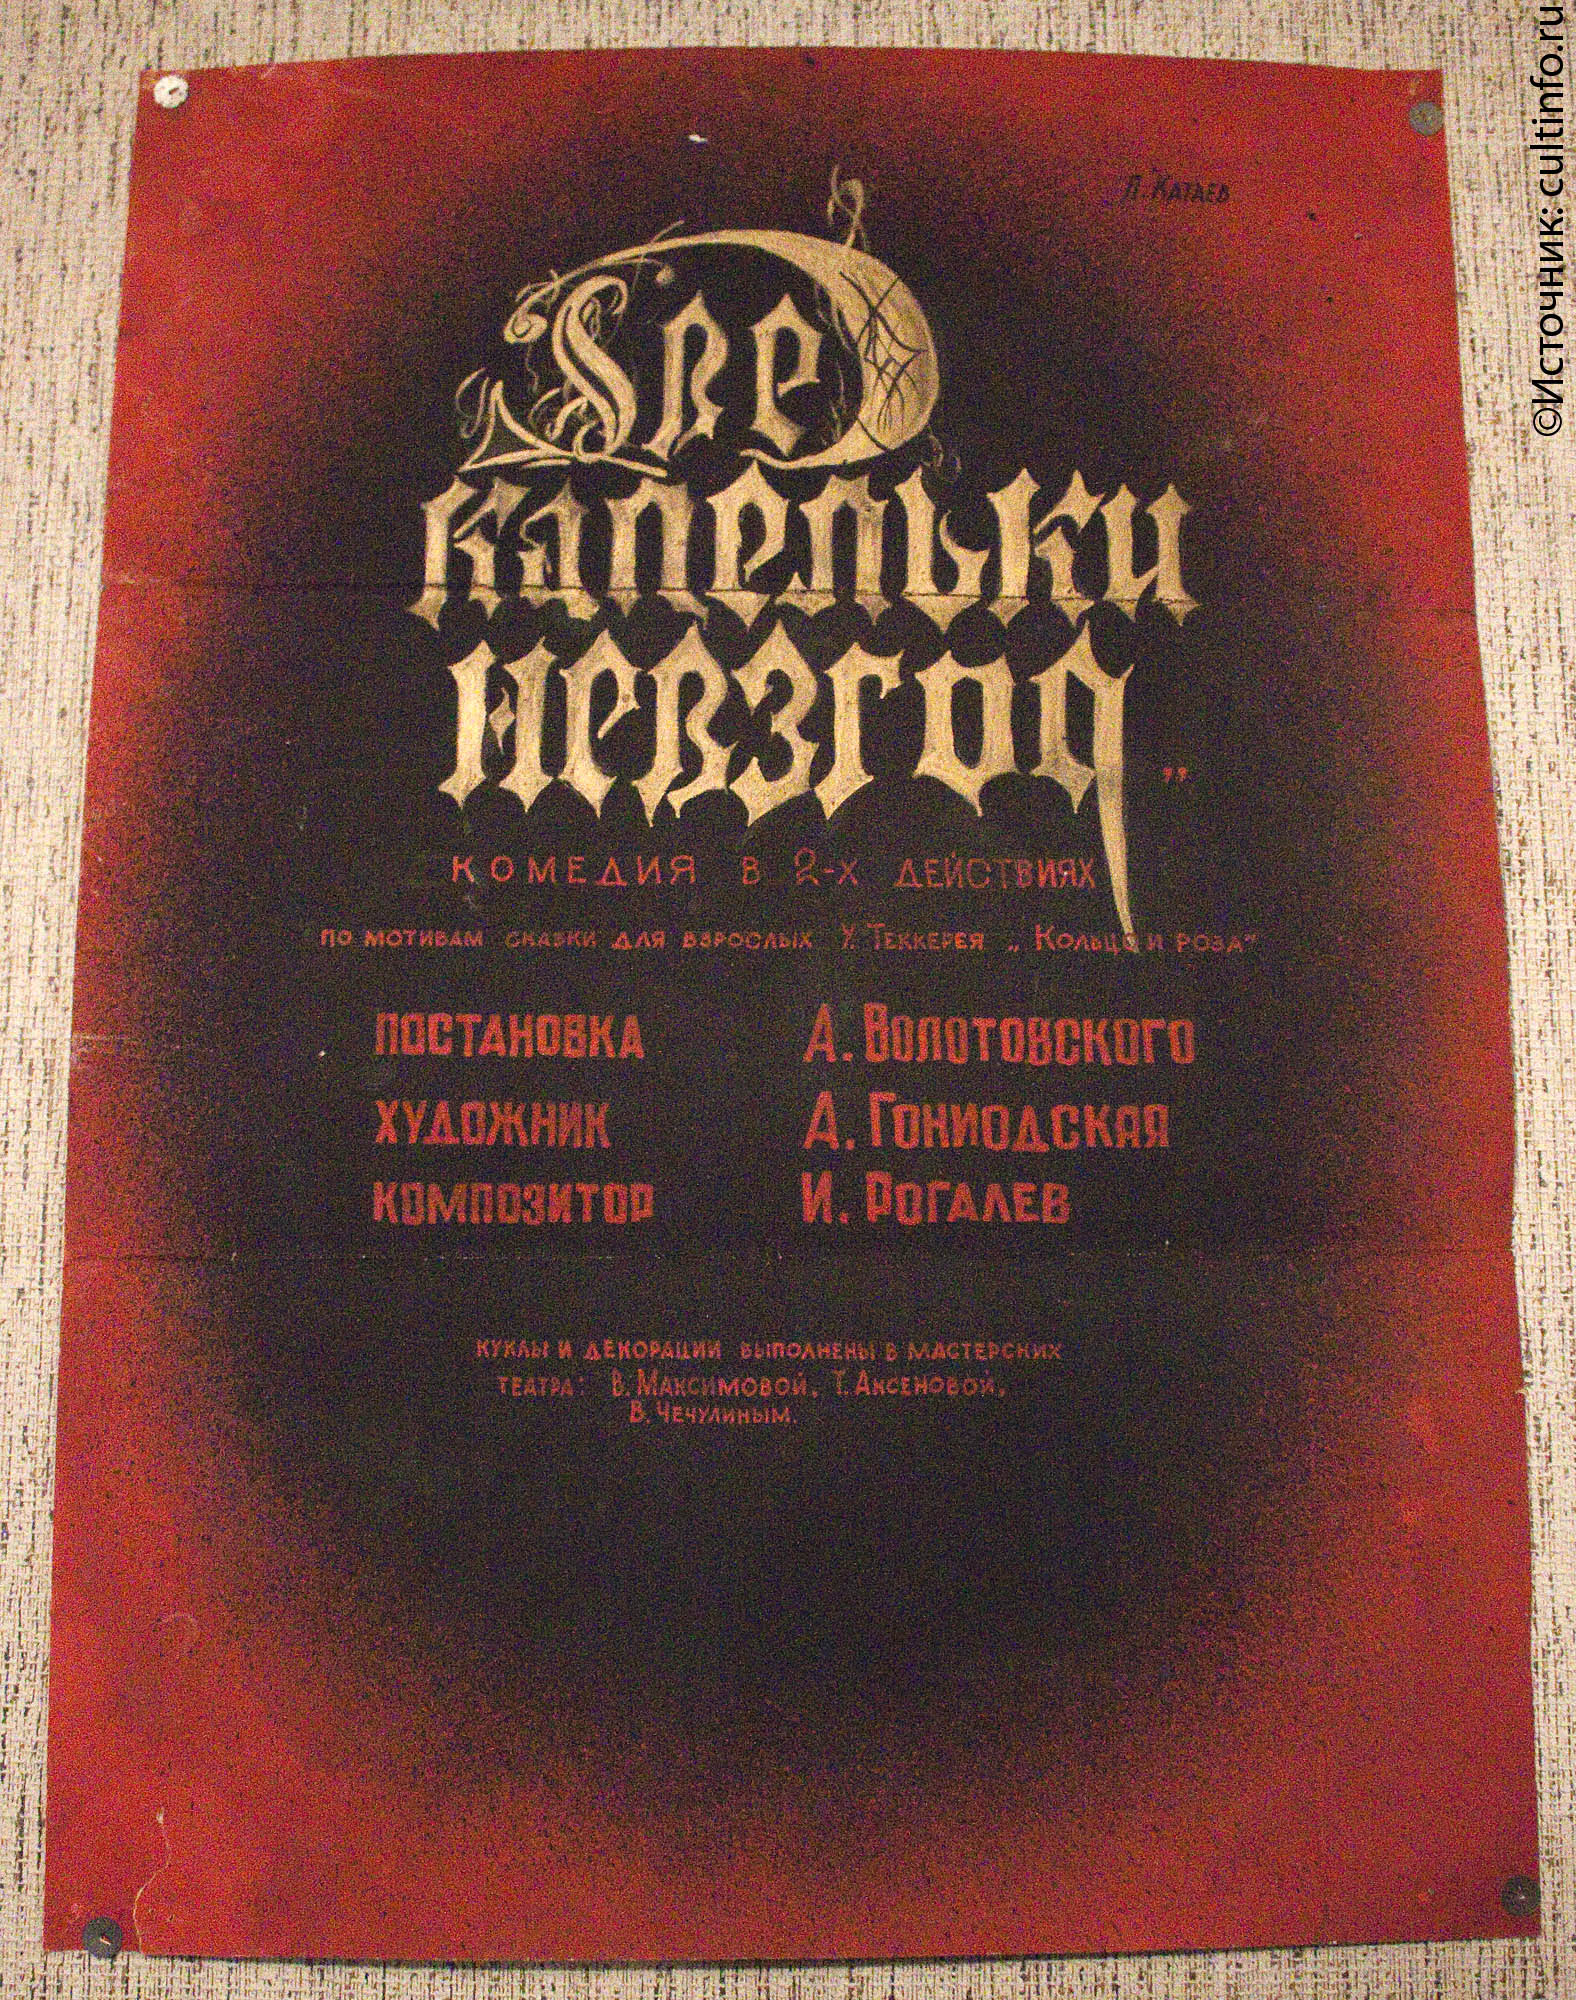 П. Катаев
Две
капельки
невзгод
”
КОМЕДИЯ В 2-Х ДЕЙСТВИЯХ
ПО МОТИВАМ СКАЗКИ ДЛЯ ВЗРОСЛЫХ У. ТЕККЕРЕЯ „КОЛЬЦО И РОЗА“
ПОСТАНОВКА А. ВОЛОТОВСКОГО
ХУДОЖНИК А. ГОНИОДСКАЯ
КОМПОЗИТОР И. РОГАЛЕВ
КУКЛЫ И ДЕКОРАЦИИ ВЫПОЛНЕНЫ В МАСТЕРСКИХ
ТЕАТРА: В. МАКСИМОВОЙ, Т. АКСЕНОВОЙ,
В. ЧЕЧУЛИНЫМ.
©Источник: cultinfo.ru